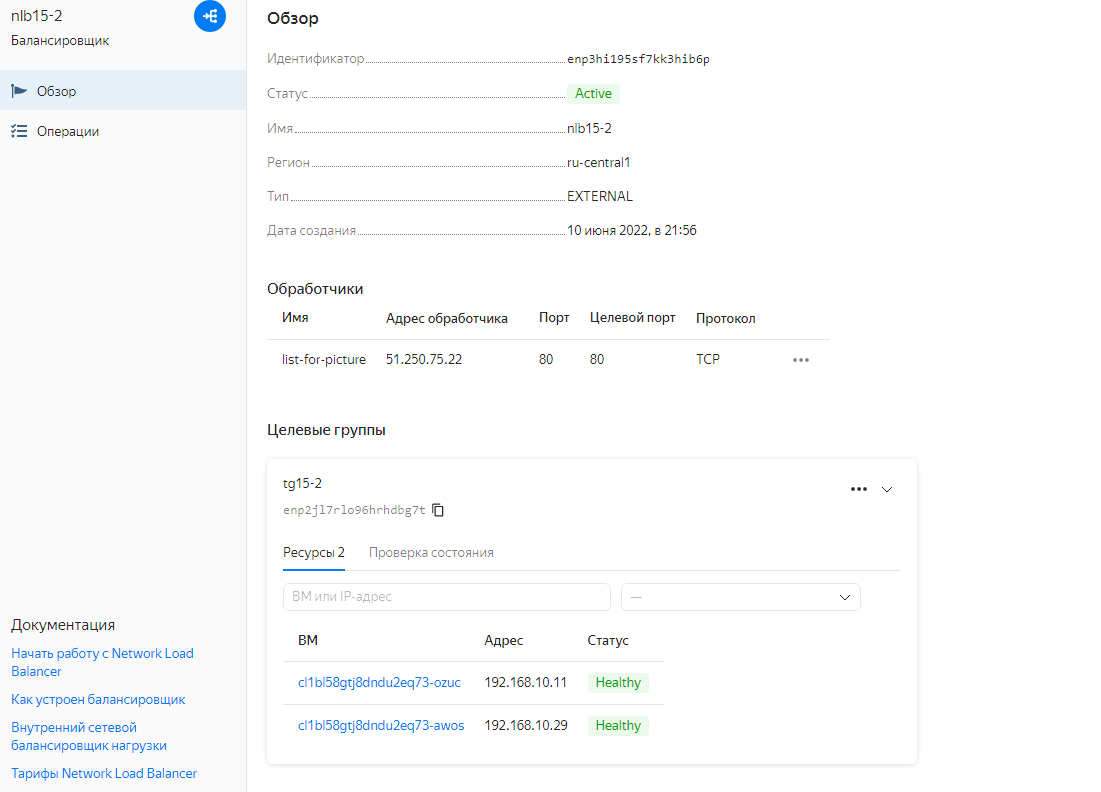 nlb15-2
Балансировщик
Обзор
Операции
Документация
Начать работу с Network Load
Balancer
Как устроен балансировщик
Внутренний сетевой
балансировщик нагрузки
Тарифы Network Load Balancer
Обзор
Идентификатор enp3hi195sf7kk3hib6p
Статус Active
Имя nlb15-2
Регион ru-central1
Тип EXTERNAL
Дата создания 10 июня 2022, в 21:56
Обработчики
Имя Адрес обработчика Порт Целевой порт Протокол
list-for-picture 51.250.75.22 80 80 TCP
Целевые группы
tg15-2
enp2jl7rlo96hrhdbg7t
Ресурсы 2 Проверка состояния
ВМ или IP-адрес —
ВМ Адрес Статус
cl1bl58gtj8dndu2eq73-ozuc 192.168.10.11 Healthy
cl1bl58gtj8dndu2eq73-awos 192.168.10.29 Healthy